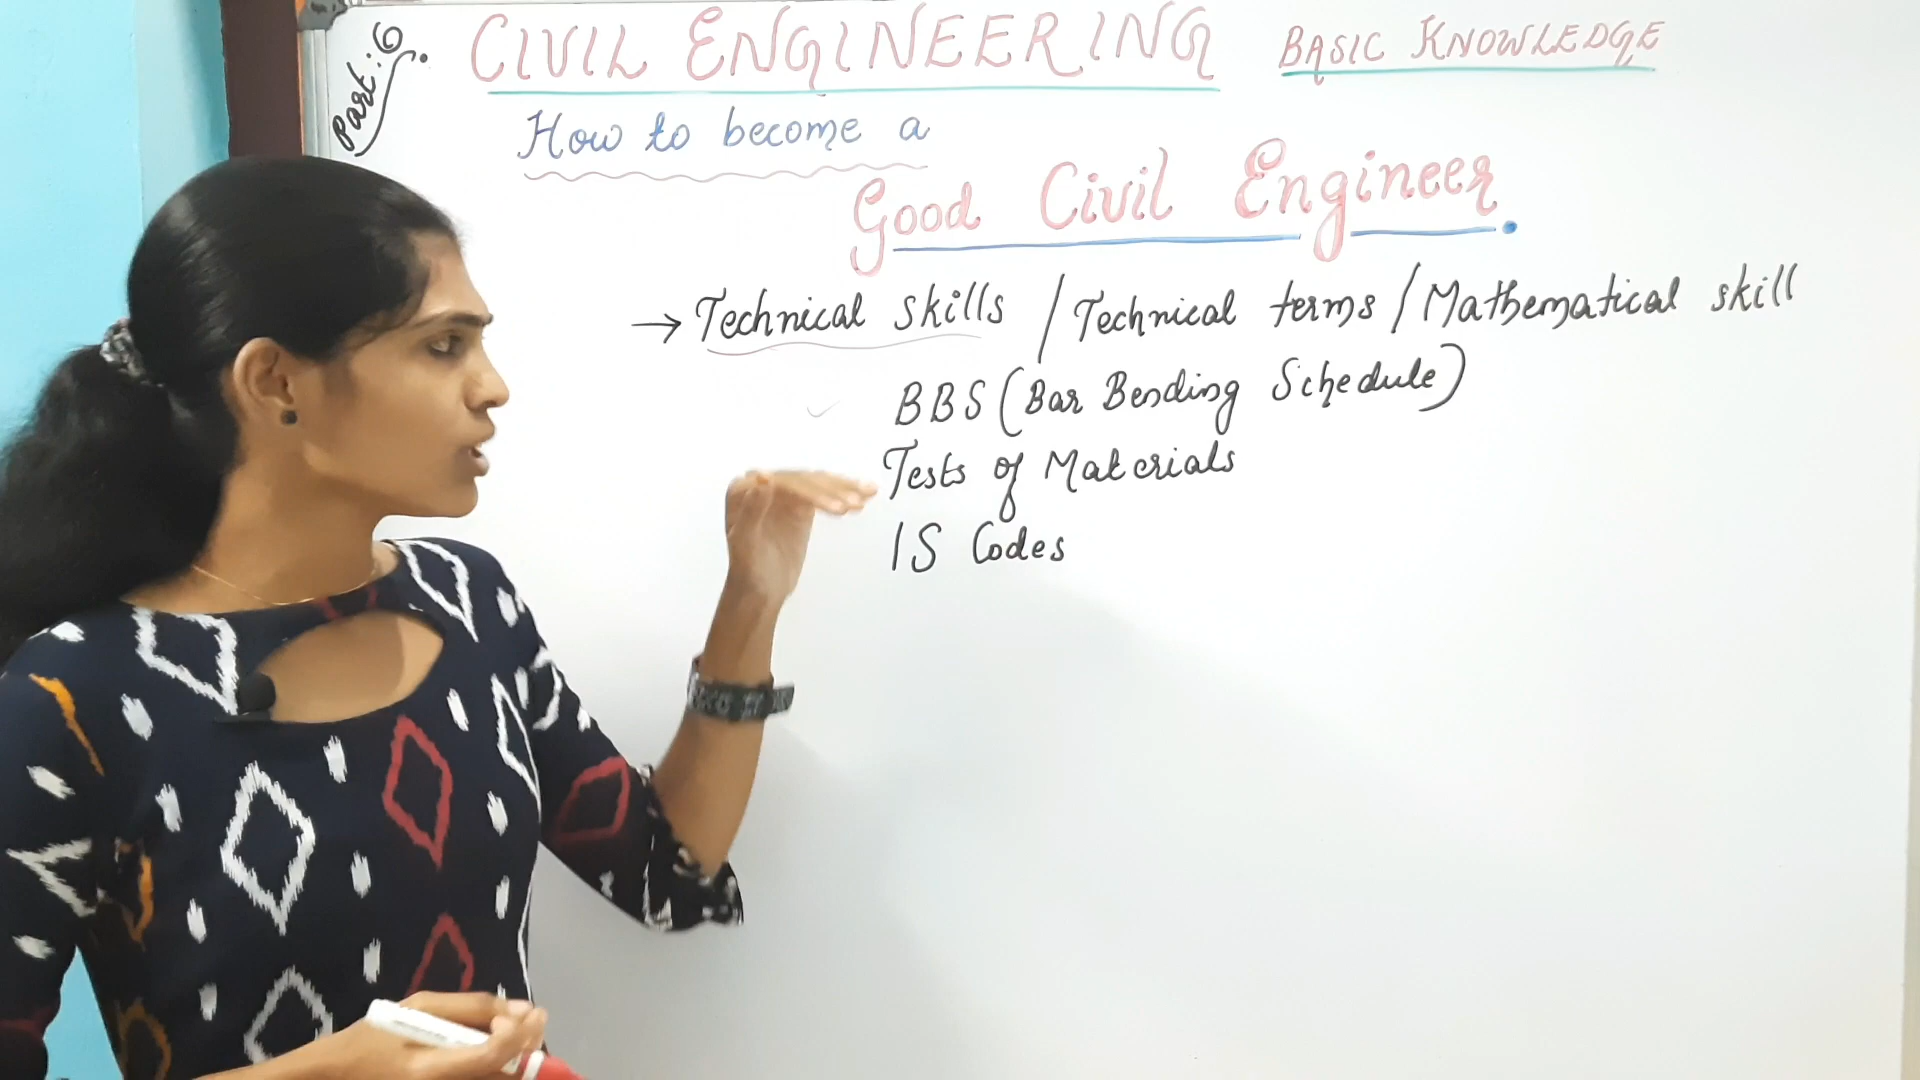 Part: 6.
CIVIL ENGINEERING BASIC KNOWLEDGE
How to become a
Good Civil Engineer.
→ Technical skills / Technical terms / Mathematical skill
BBS (Bar Bending Schedule)
Tests of Materials
IS Codes